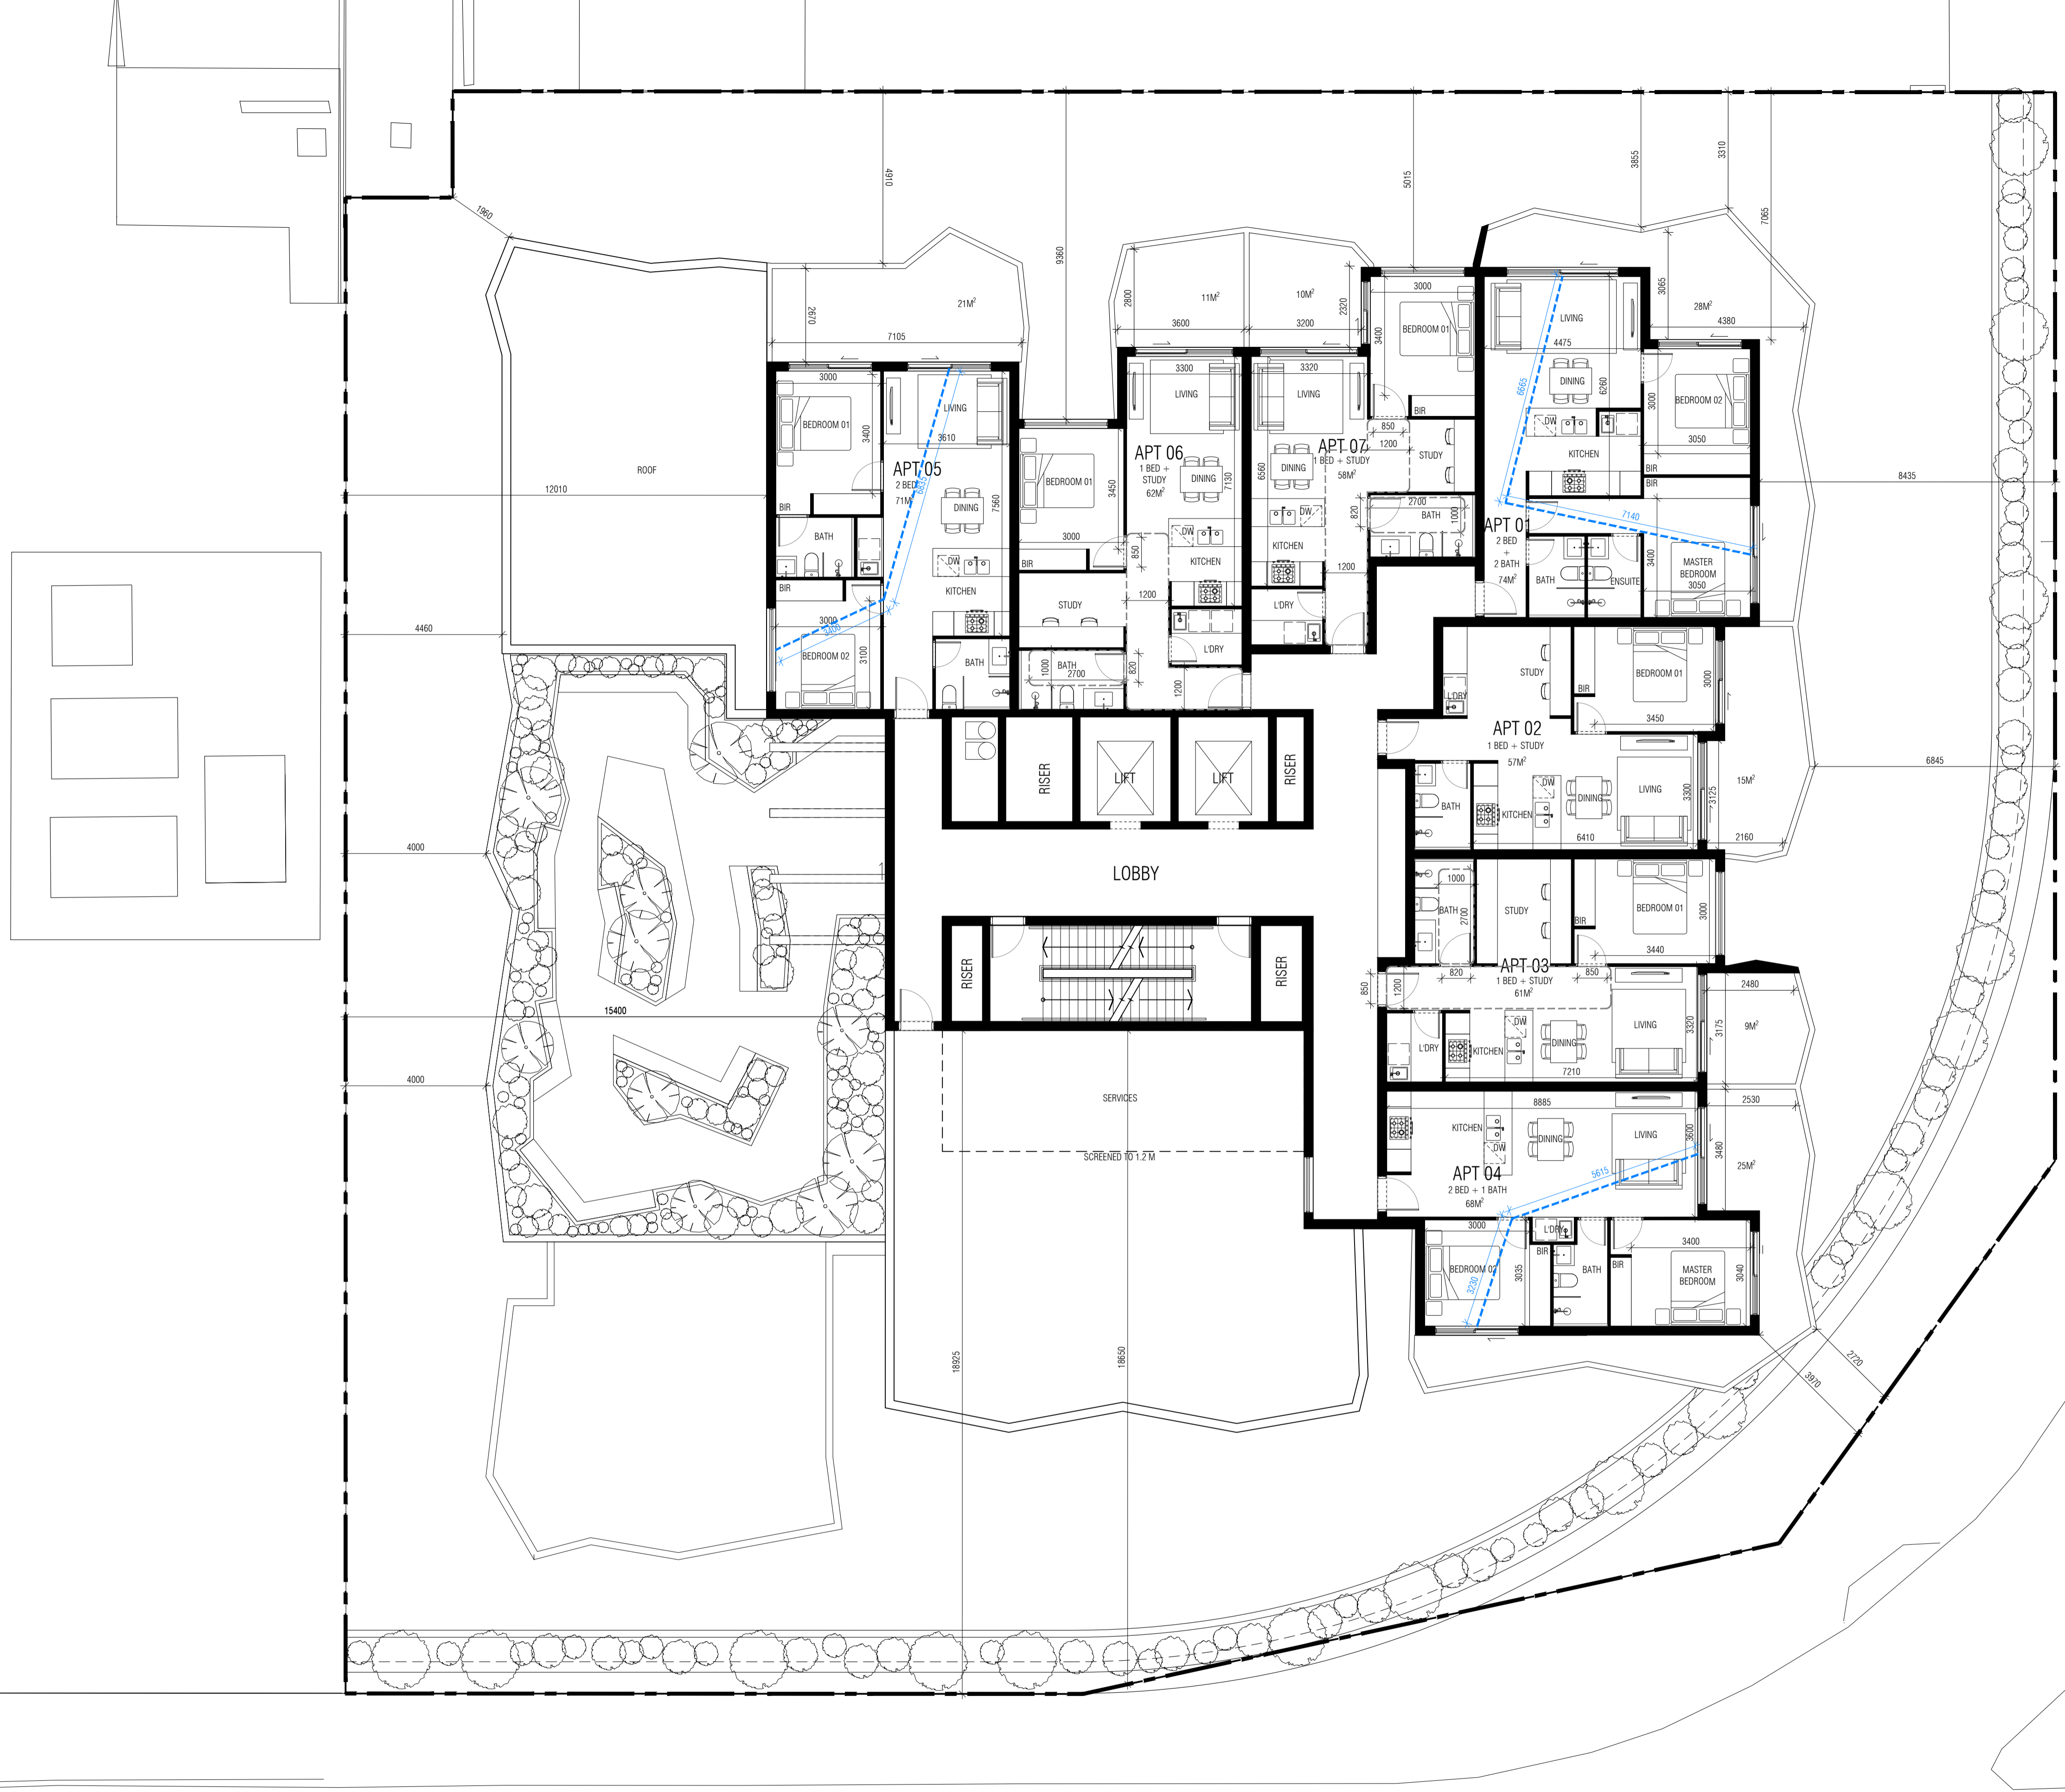 1960
4910
9360
5015
3855
3310
7065
3065
2670
21M²
7105
2800
11M²
3600
10M²
2320
3200
3000
3400
BEDROOM 01
BIR
LIVING
4475
28M²
4380
DINING
6260
6665
DW
KITCHEN
3000
BEDROOM 02
3050
BIR
BIR
7140
APT 01
2 BED
+
2 BATH
74M²
BATH
ENSUITE
3400
MASTER
BEDROOM
3050
8435
ROOF
12010
3000
BEDROOM 01
3400
BIR
LIVING
3610
APT 05
2 BED
71M²
6635
DINING
7560
BATH
DW
KITCHEN
BIR
3000
3400
BEDROOM 02
3100
BATH
BEDROOM 01
3450
3000
BIR
STUDY
BATH
1000
2700
820
3300
LIVING
APT 06
1 BED +
STUDY
62M²
DINING
7130
DW
850
KITCHEN
1200
L'DRY
1200
3320
LIVING
6560
DINING
APT 07
1 BED + STUDY
58M²
850
1200
STUDY
DW
KITCHEN
820
2700
BATH
1000
1200
L'DRY
4460
4000
15400
4000
RISER
LIFT
LIFT
RISER
LOBBY
RISER
RISER
STUDY
L'DRY
BEDROOM 01
BIR
3000
3450
APT 02
1 BED + STUDY
57M²
BATH
DW
KITCHEN
DINING
LIVING
3300
3125
6410
15M²
2160
6845
1000
BATH
2700
STUDY
BEDROOM 01
BIR
3000
3440
APT 03
1 BED + STUDY
61M²
820
850
850
1200
L'DRY
KITCHEN
DW
DINING
LIVING
3320
3175
7210
2480
9M²
8885
KITCHEN
DW
DINING
LIVING
3600
3480
2530
25M²
5615
APT 04
2 BED + 1 BATH
68M²
3000
BEDROOM 02
3230
3035
L'DRY
BIR
BATH
BIR
3400
MASTER
BEDROOM
3040
SERVICES
SCREENED TO 1.2 M
18925
18650
2720
3970